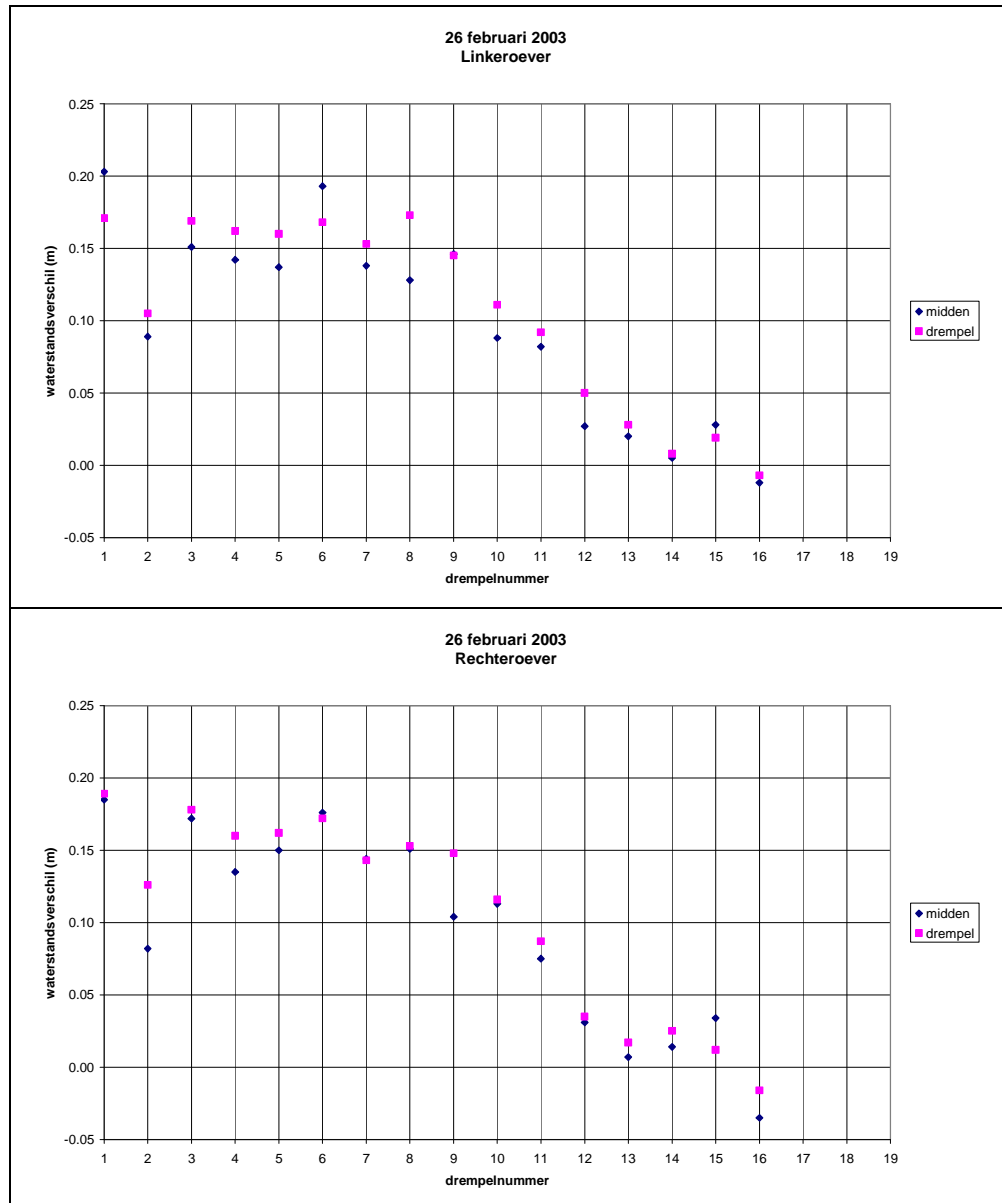 26 februari 2003
Linkeroever
0.25
0.20
0.15
0.10
0.05
0.00
-0.05
waterstandsverschil (m)
1 2 3 4 5 6 7 8 9 10 11 12 13 14 15 16 17 18 19
drempelnummer
midden
drempel
26 februari 2003
Rechteroever
0.25
0.20
0.15
0.10
0.05
0.00
-0.05
waterstandsverschil (m)
1 2 3 4 5 6 7 8 9 10 11 12 13 14 15 16 17 18 19
drempelnummer
midden
drempel